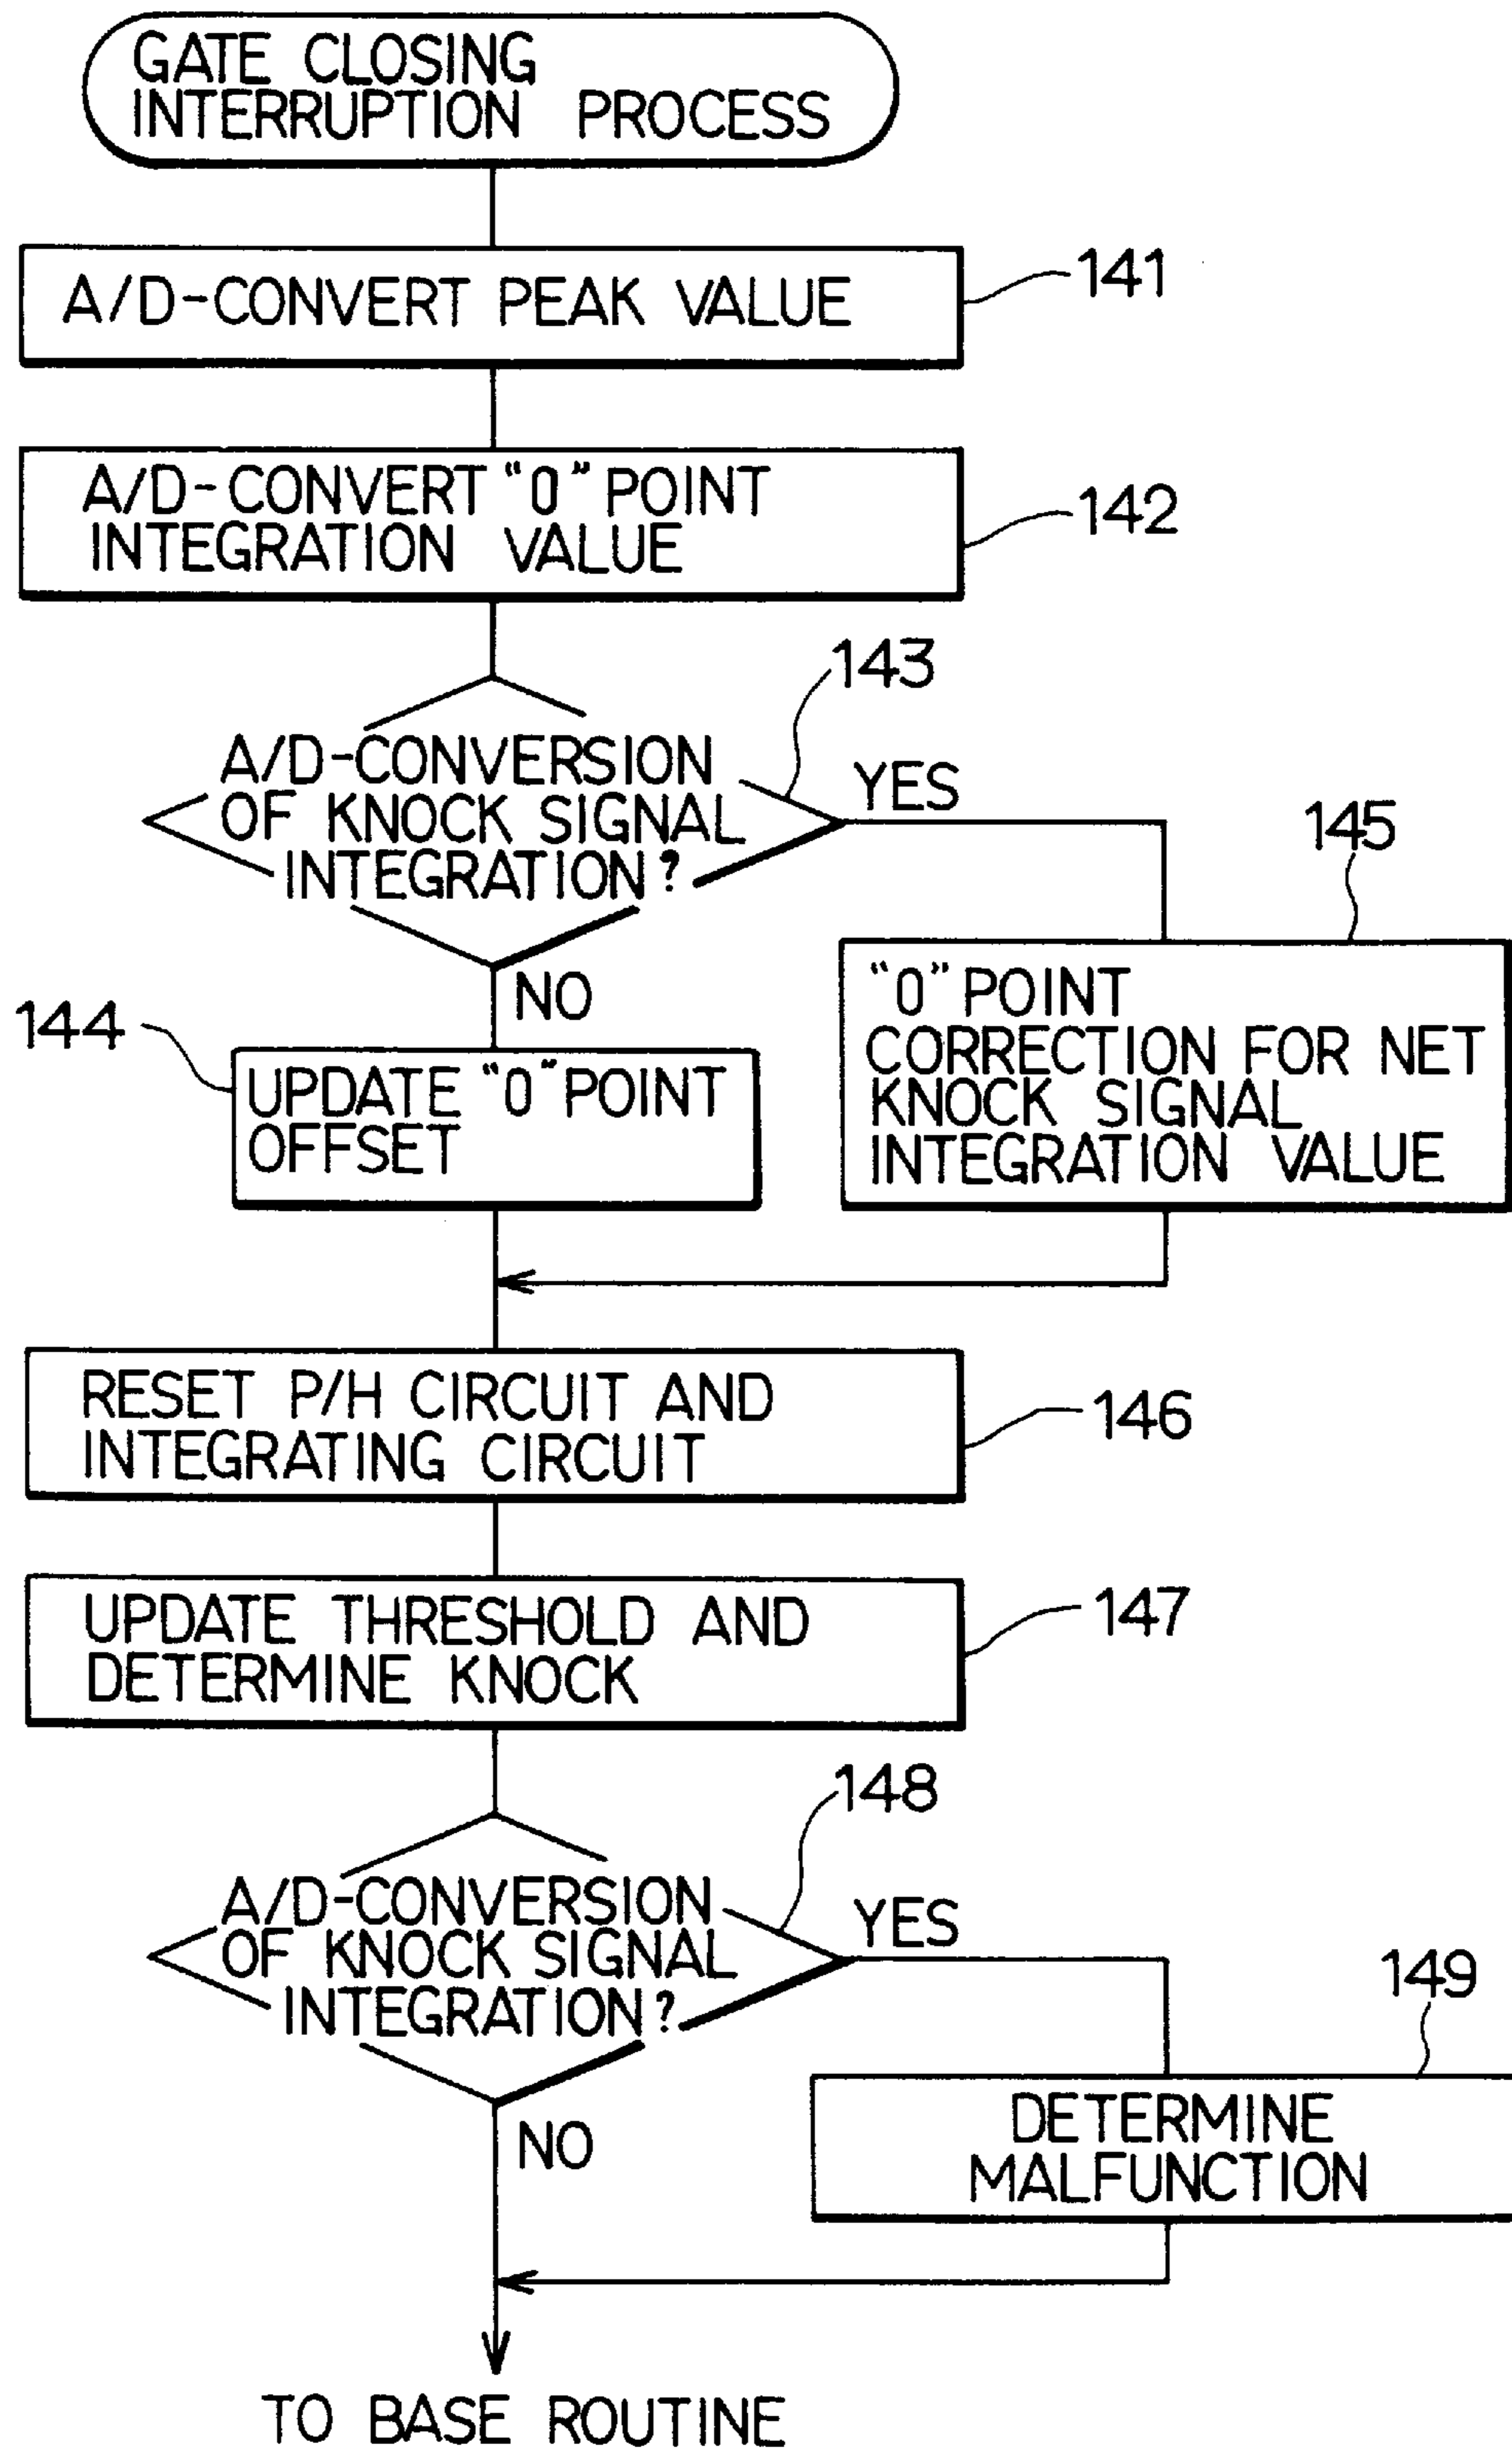 GATE CLOSING
INTERRUPTION PROCESS
A/D-CONVERT PEAK VALUE
141
A/D-CONVERT “0” POINT
INTEGRATION VALUE
142
143
A/D-CONVERSION
OF KNOCK SIGNAL
INTEGRATION?
YES
NO
145
“0” POINT
CORRECTION FOR NET
KNOCK SIGNAL
INTEGRATION VALUE
144
UPDATE “0” POINT
OFFSET
RESET P/H CIRCUIT AND
INTEGRATING CIRCUIT
146
UPDATE THRESHOLD AND
DETERMINE KNOCK
147
148
A/D-CONVERSION
OF KNOCK SIGNAL
INTEGRATION?
YES
NO
149
DETERMINE
MALFUNCTION
TO BASE ROUTINE